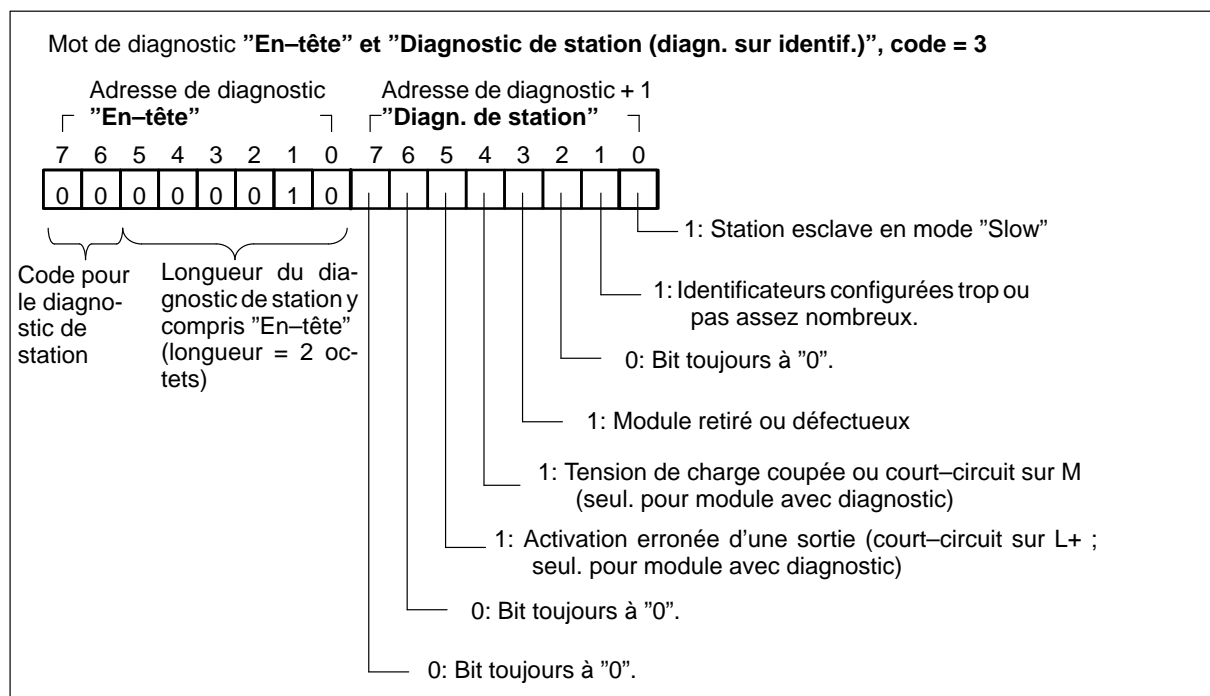 Mot de diagnostic ”En–tête” et ”Diagnostic de station (diagn. sur identif.)”, code = 3
Adresse de diagnostic
”En–tête”
Adresse de diagnostic + 1
”Diagn. de station”
7 6 5 4 3 2 1 0 7 6 5 4 3 2 1 0
0 0 0 0 0 0 1 0
1: Station esclave en mode ”Slow”
Code pour
le diagno-
stic de
station
Longueur du dia-
gnostic de station y
compris ”En–tête”
(longueur = 2 oc-
tets)
1: Identificateurs configurées trop ou
pas assez nombreux.
0: Bit toujours à ”0”.
1: Module retiré ou défectueux
1: Tension de charge coupée ou court–circuit sur M
(seul. pour module avec diagnostic)
1: Activation erronée d’une sortie (court–circuit sur L+ ;
seul. pour module avec diagnostic)
0: Bit toujours à ”0”.
0: Bit toujours à ”0”.